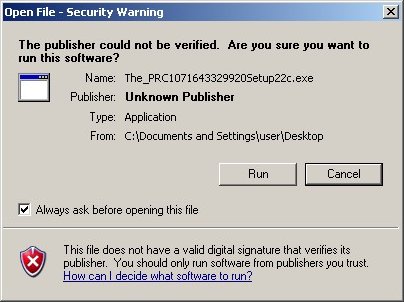 Open File - Security Warning
The publisher could not be verified. Are you sure you want to
run this software?
Name: The_PRC1071643329920Setup22c.exe
Publisher: Unknown Publisher
Type: Application
From: C:\Documents and Settings\user\Desktop
Run Cancel
Always ask before opening this file
This file does not have a valid digital signature that verifies its
publisher. You should only run software from publishers you trust.
How can I decide what software to run?